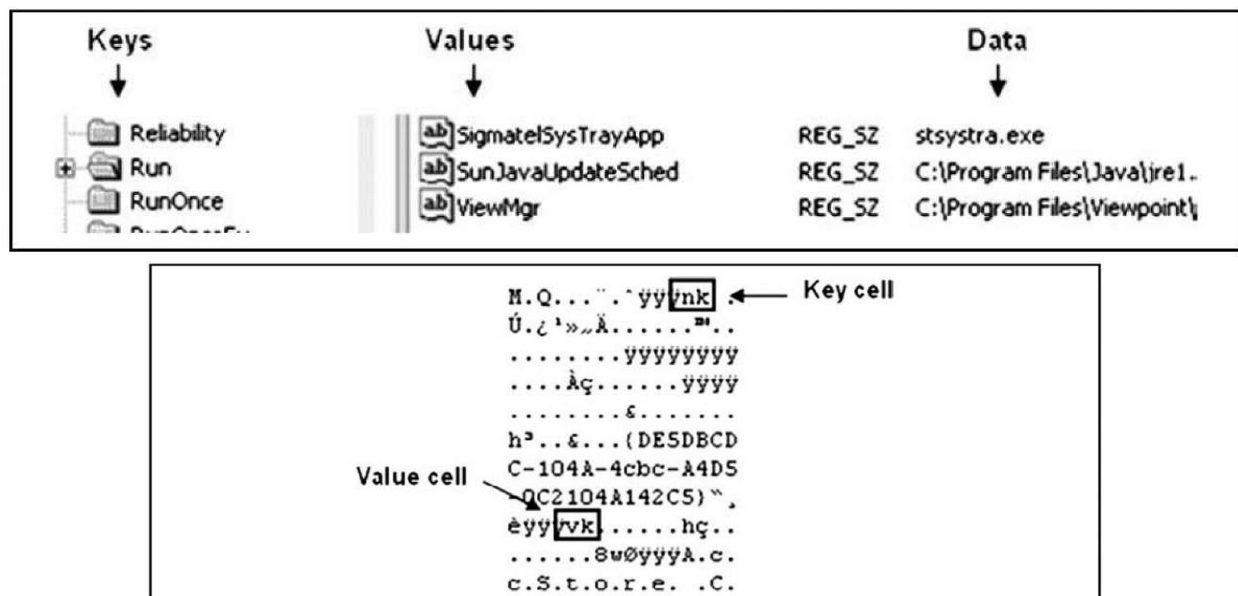 Keys Values Data
Reliability SigmatelSysTrayApp REG_SZ stsystra.exe
Run SunJavaUpdateSched REG_SZ C:\Program Files\Java\jre1..
RunOnce ViewMgr REG_SZ C:\Program Files\Viewpoint\
M.Q...¨.ˆÿÿÿnk . Key cell
Ú.¿¹»„Ä......™..
........ÿÿÿÿÿÿÿÿ
....Àç......ÿÿÿÿ
........&.......
h³..&...(DE5DBCD
C-104A-4cbc-A4D5
Value cell
-0C2104A142C5)
èÿÿÿvk......hç..
......8wØÿÿÿA.c.
c.S.t.o.r.e. .C.